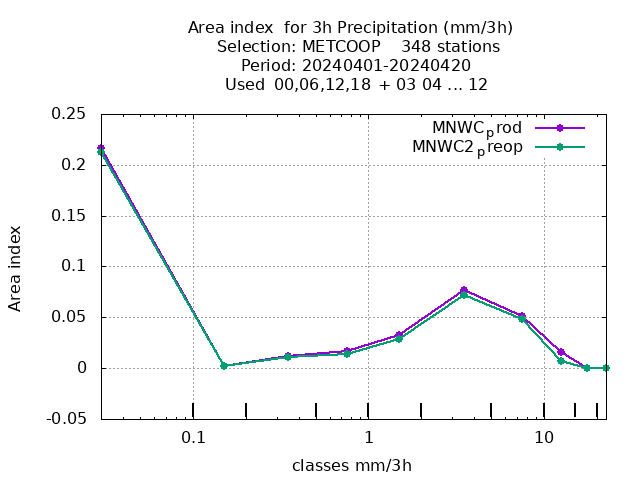 Area index  for 3h Precipitation (mm/3h)
Selection: METCOOP    348 stations
Period: 20240401-20240420
Used  00,06,12,18 + 03 04 ... 12
MNWCprod
MNWC2preop
0.25
0.2
0.15
0.1
0.05
0
-0.05
Area index
0.1 1 10
classes mm/3h